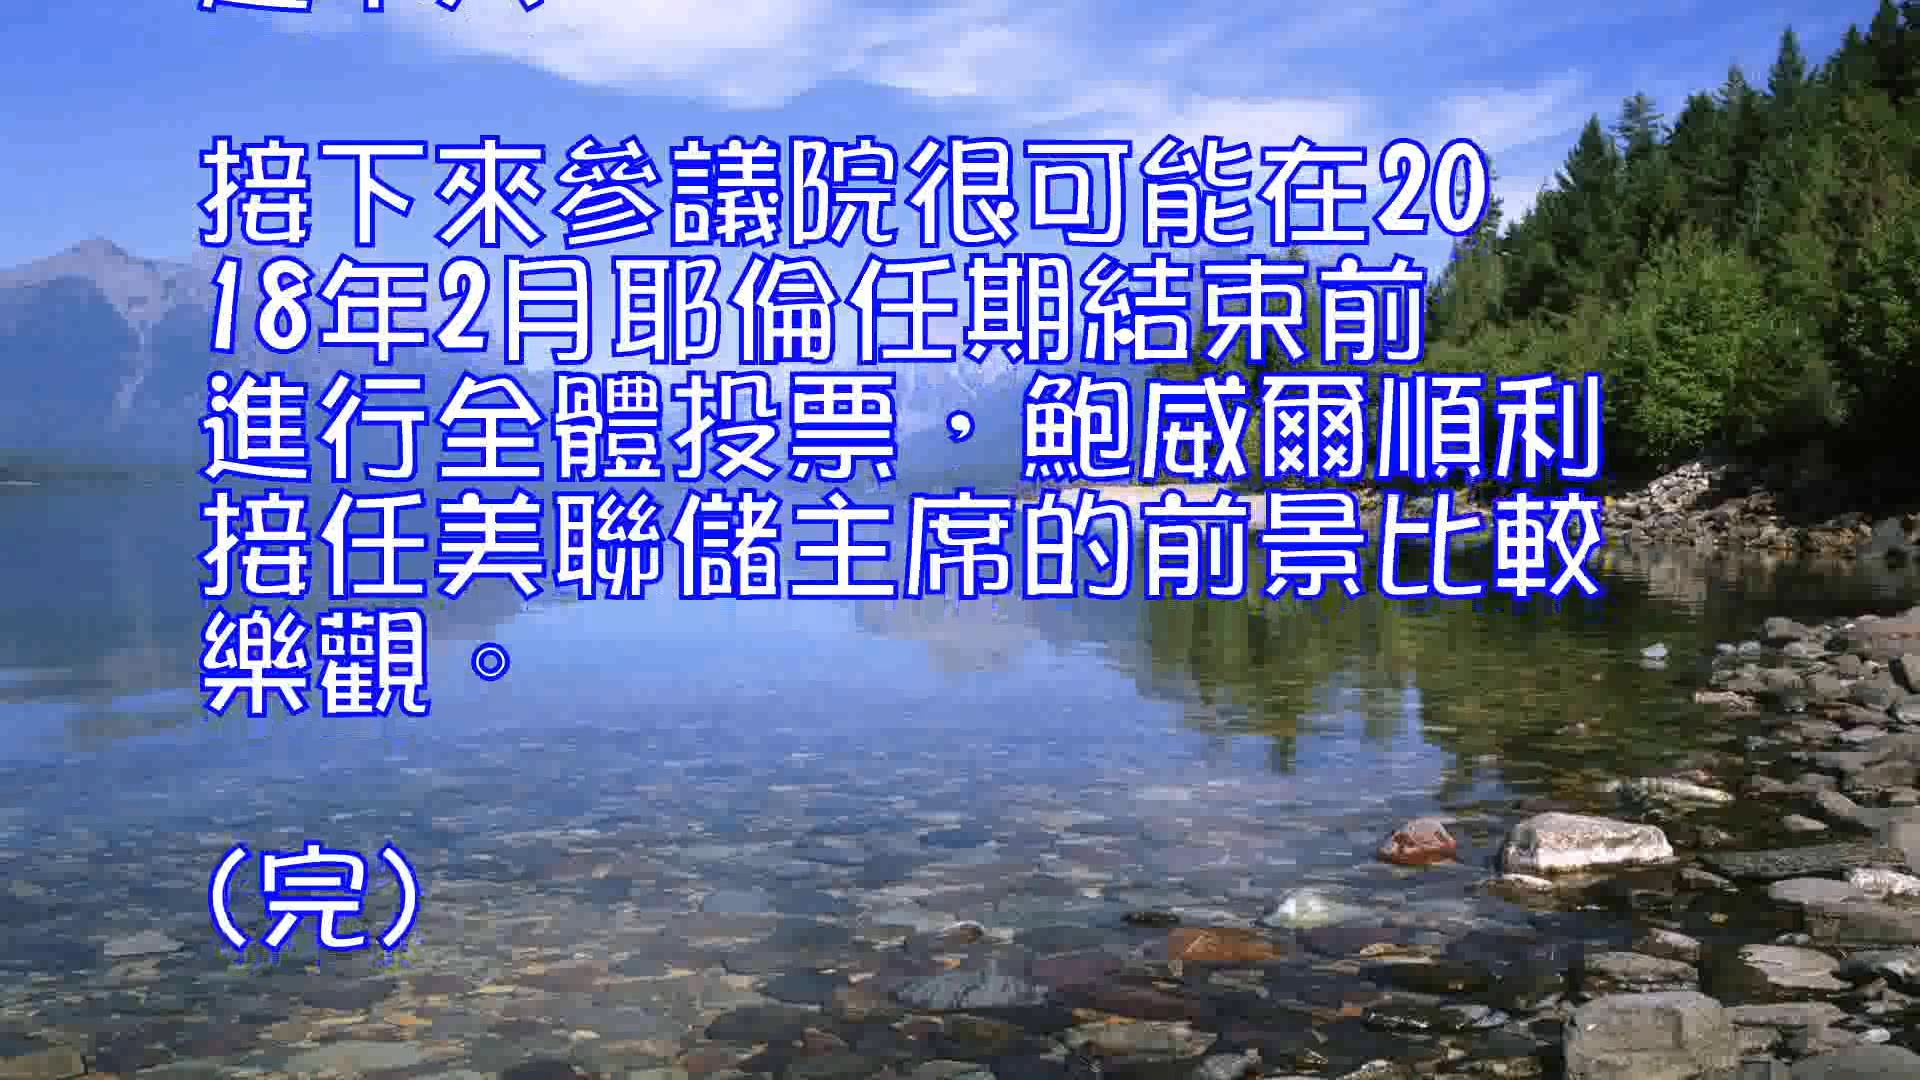 接下來參議院很可能在20
18年2月耶倫任期結束前
進行全體投票，鮑威爾順利
接任美聯儲主席的前景比較
樂觀。
(完)